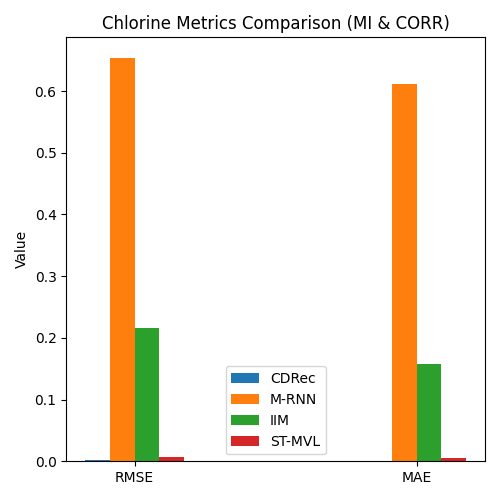 Chlorine Metrics Comparison (MI & CORR)
Value
0.6
0.5
0.4
0.3
0.2
0.1
0.0
CDRec
M-RNN
IIM
ST-MVL
RMSE
MAE